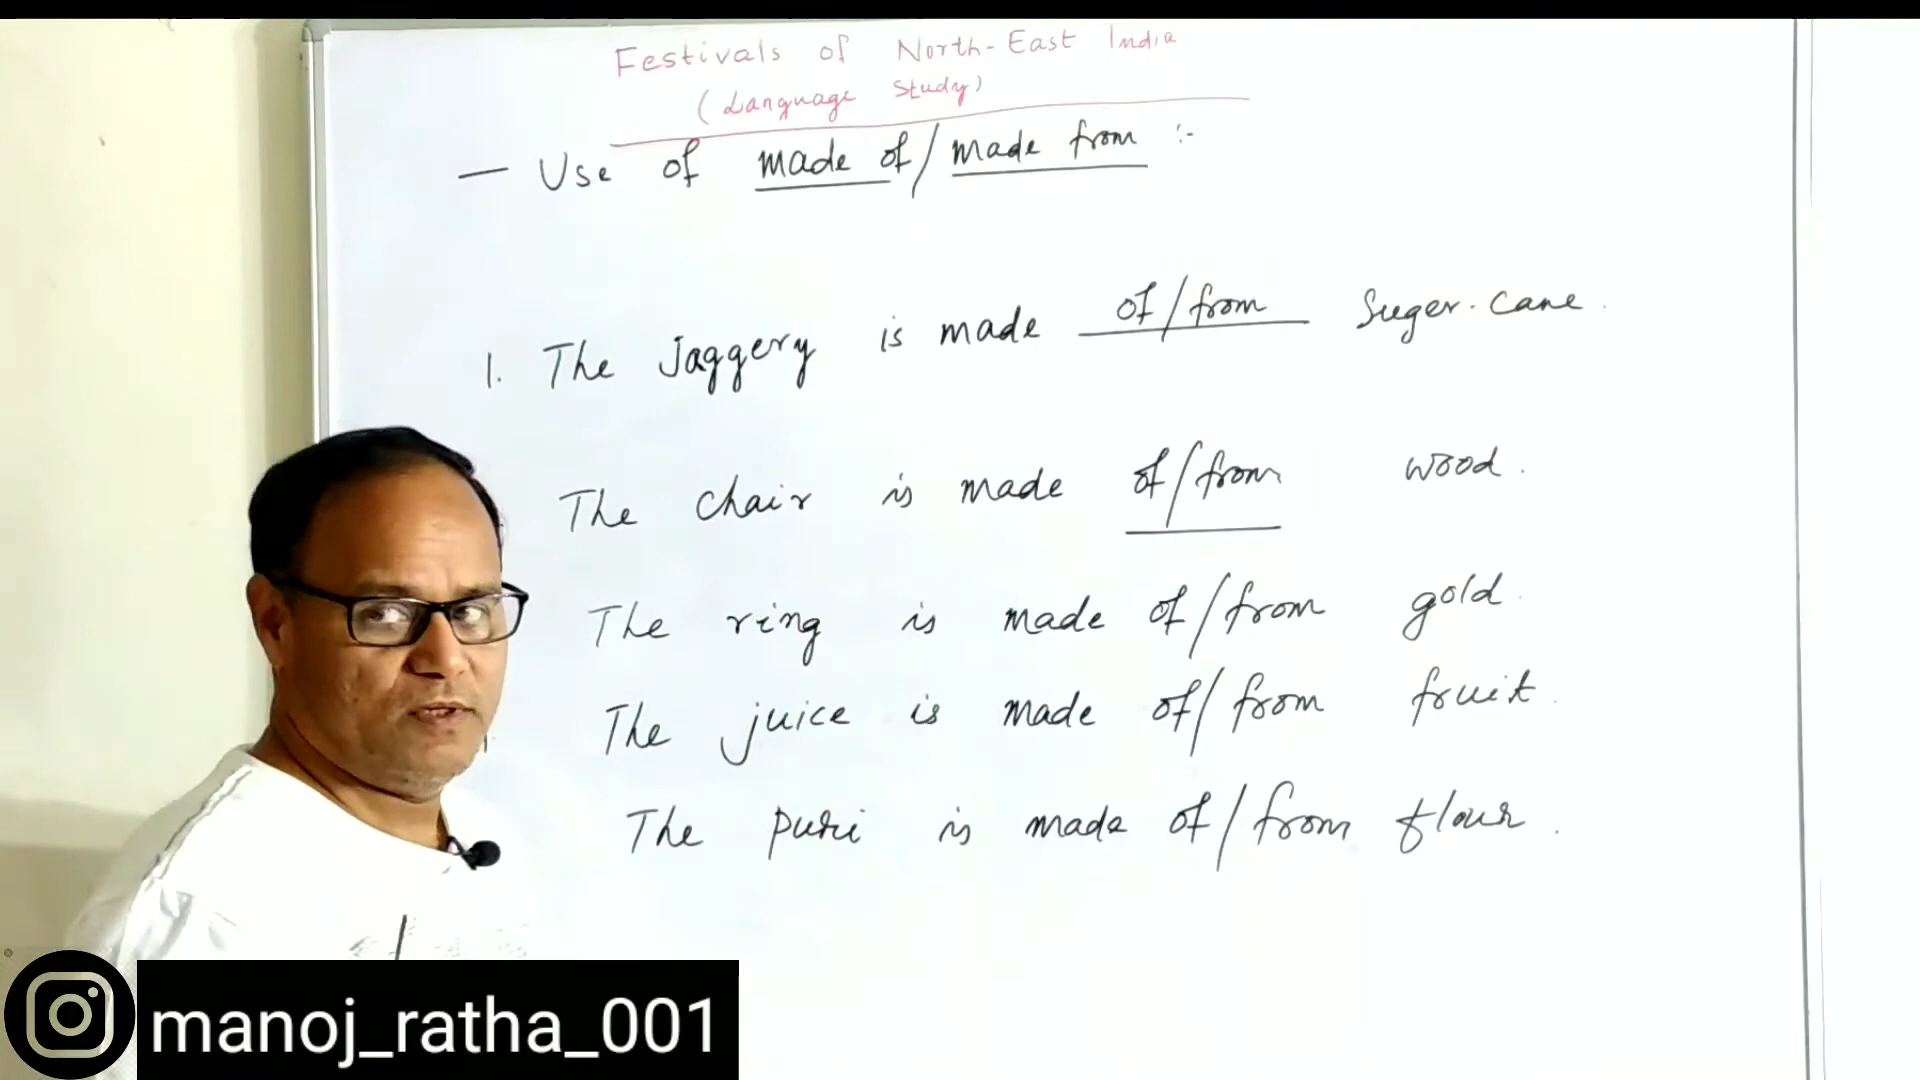 Festivals of North-East India
(Language Study)
— Use of made of/made from :-
1. The Jaggery is made of/from Suger-cane.
The chair is made of/from wood.
The ring is made of/from gold.
The juice is made of/from fruit.
The puri is made of/from flour.
manoj_ratha_001